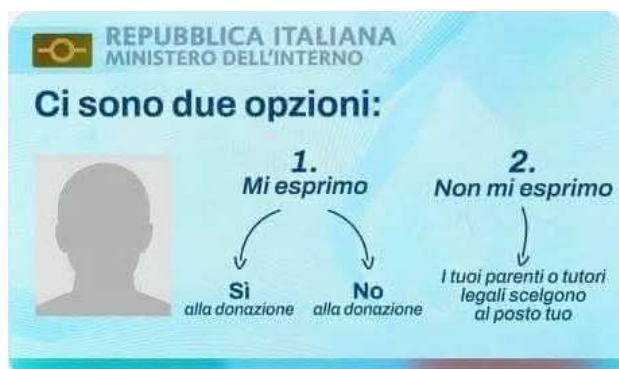 REPUBBLICA ITALIANA
MINISTERO DELL'INTERNO
Ci sono due opzioni:
1.
Mi esprimo
Sì
alla donazione
No
alla donazione
2.
Non mi esprimo
I tuoi parenti o tutori
legali scelgono
al posto tuo